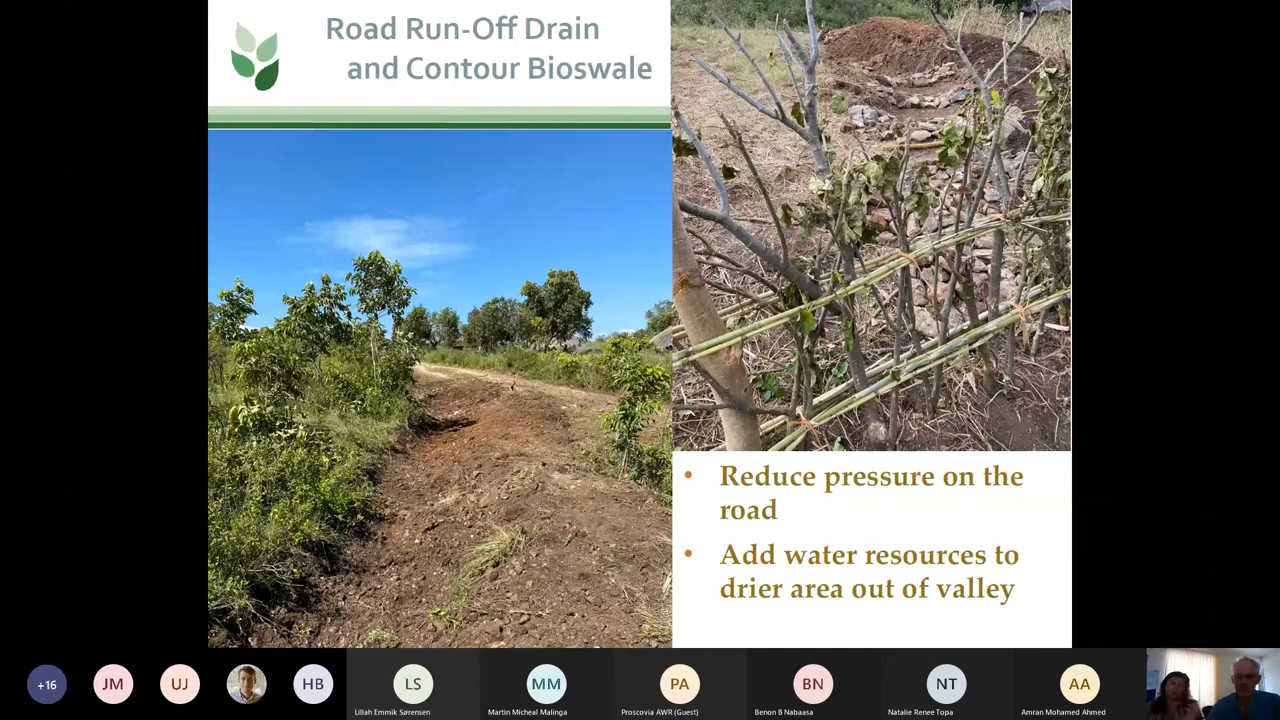 Road Run-Off Drain
and Contour Bioswale
• Reduce pressure on the
road
• Add water resources to
drier area out of valley
+16
JM
UJ
HB
LS
MM
PA
BN
NT
AA
Lillah Emmik Sørensen
Martin Micheal Malinga
Proscovia AWR (Guest)
Benon B Nabaasa
Natalie Renee Topa
Amran Mohamed Ahmed